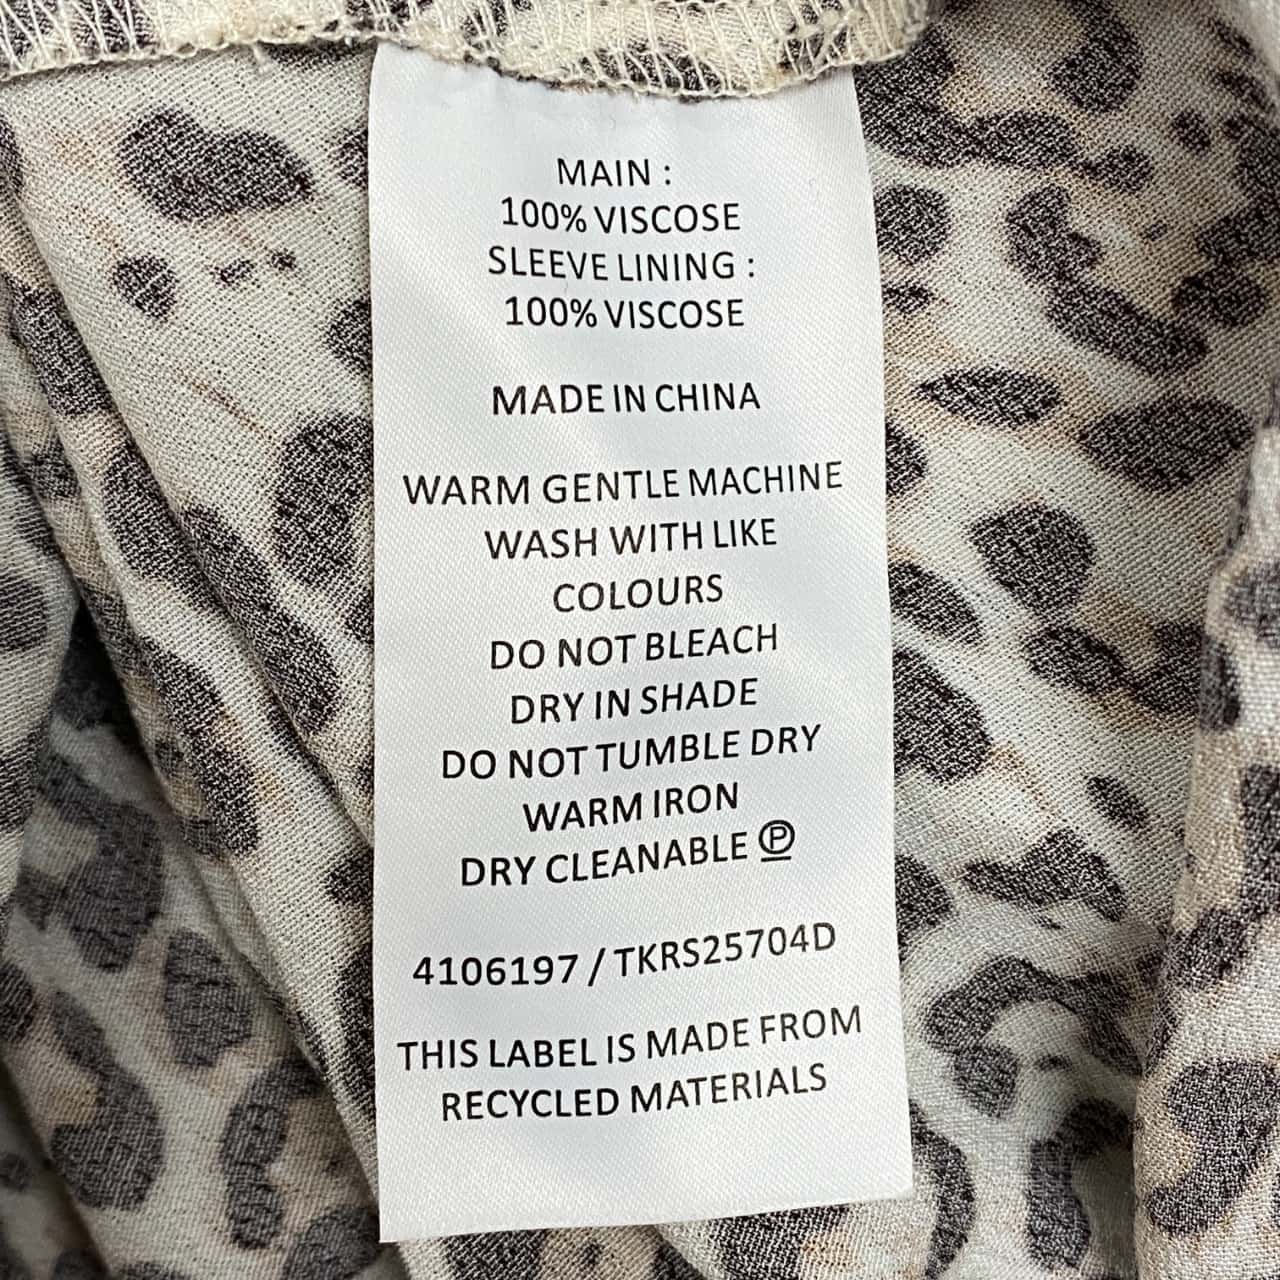 MAIN :
100% VISCOSE
SLEEVE LINING :
100% VISCOSE
MADE IN CHINA
WARM GENTLE MACHINE
WASH WITH LIKE
COLOURS
DO NOT BLEACH
DRY IN SHADE
DO NOT TUMBLE DRY
WARM IRON
DRY CLEANABLE Ⓟ
4106197 / TKRS25704D
THIS LABEL IS MADE FROM
RECYCLED MATERIALS